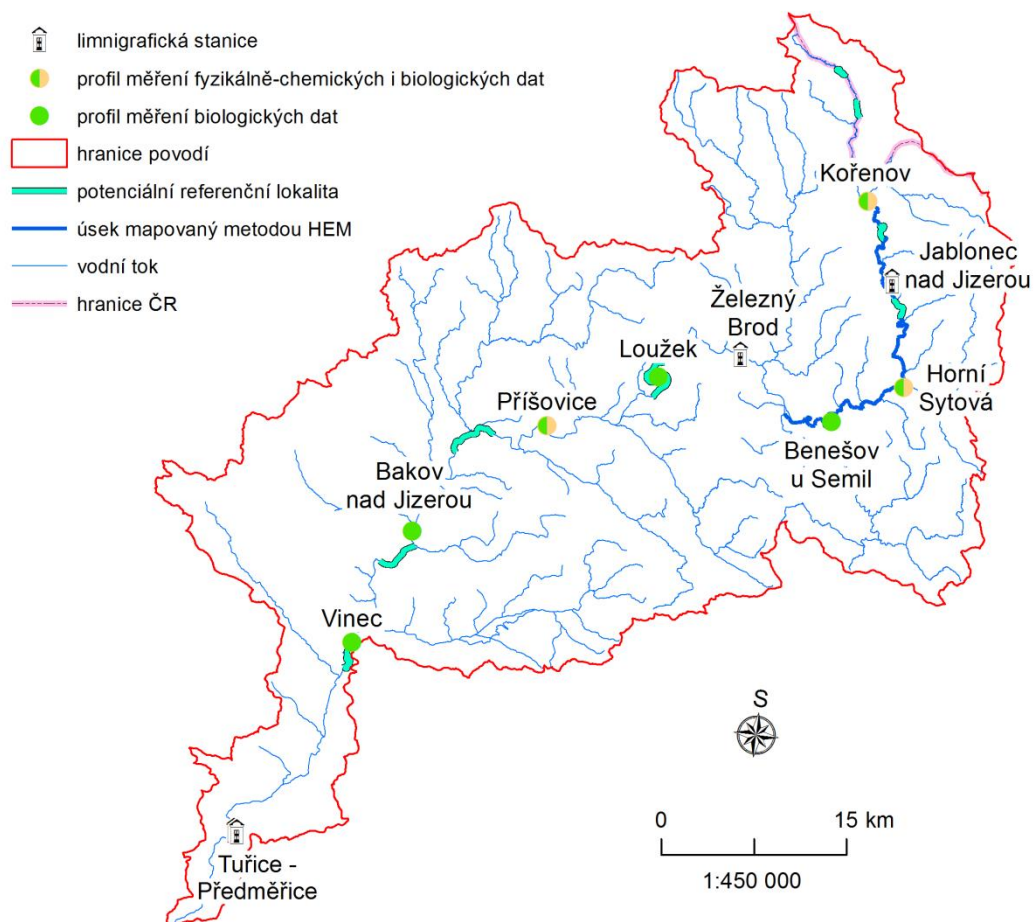 limnigrafická stanice
profil měření fyzikálně-chemických i biologických dat
profil měření biologických dat
hranice povodí
potenciální referenční lokalita
úsek mapovaný metodou HEM
vodní tok
hranice ČR
Kořenov
Jablonec
nad Jizerou
Železný
Brod
Loužek
Horní
Sytová
Příšovice
Benešov
u Semil
Bakov
nad Jizerou
Vinec
S
0 15 km
1:450 000
Tuřice -
Předměřice